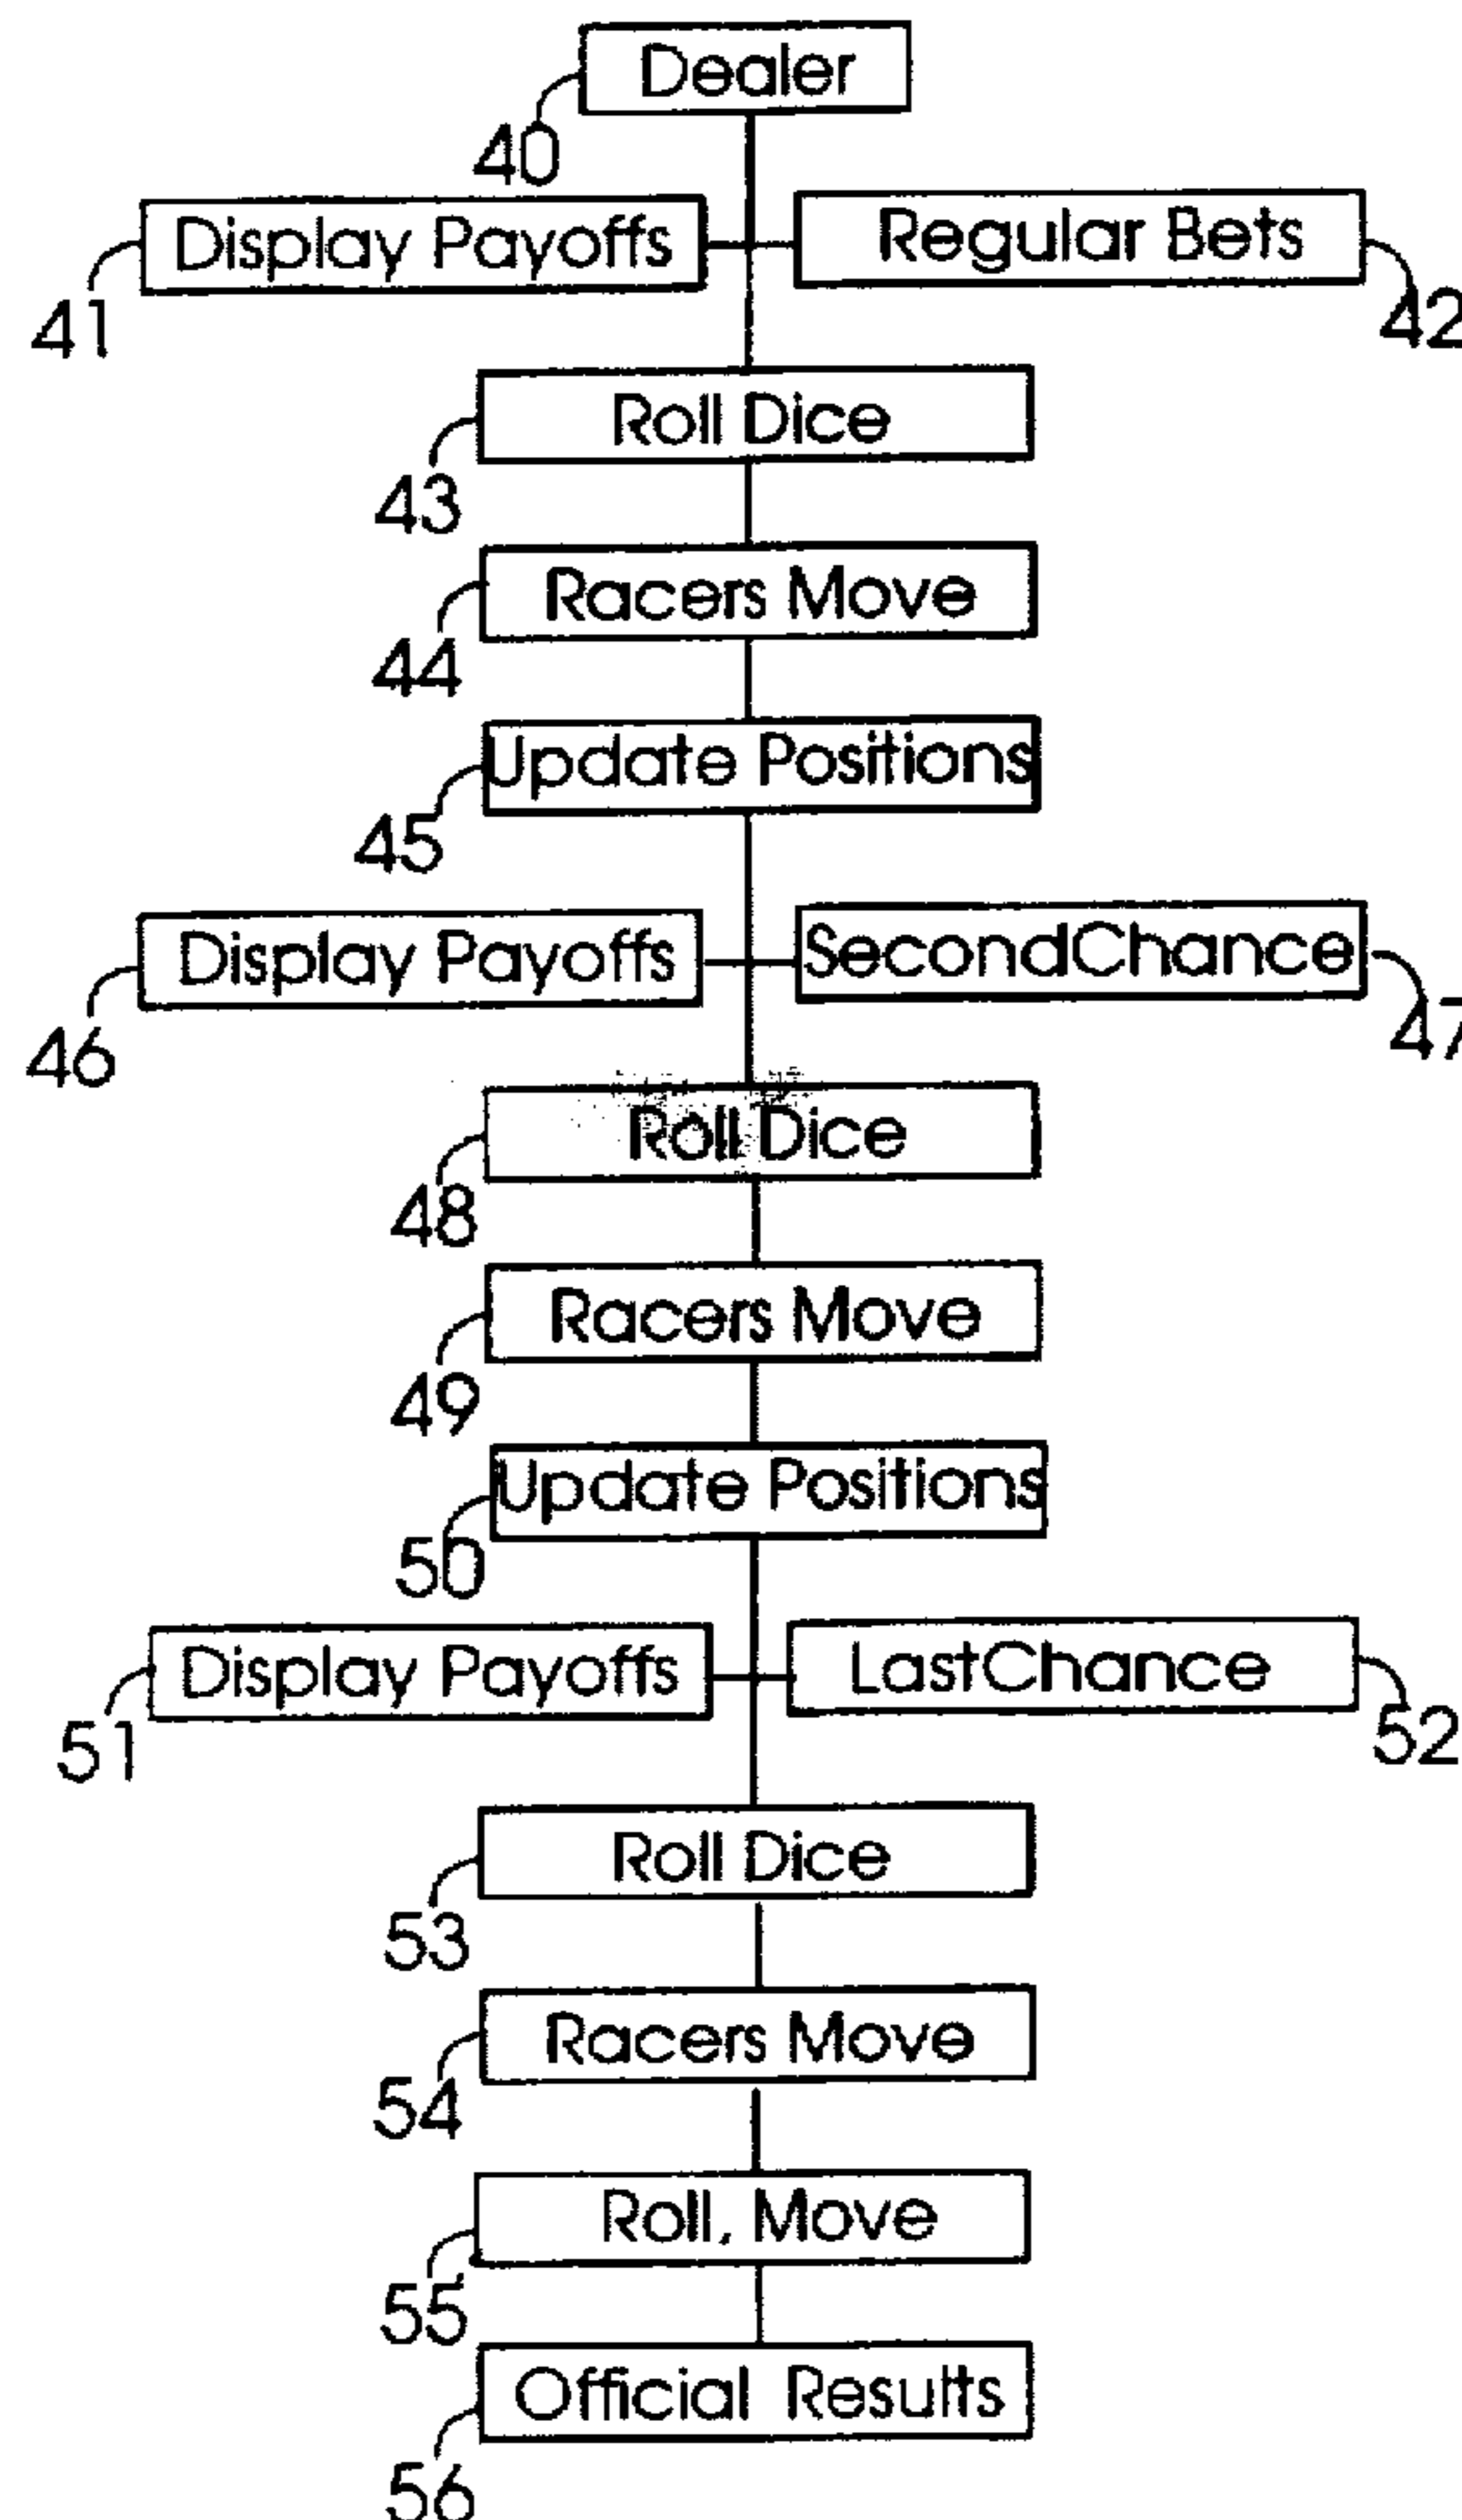 Dealer
40
Display Payoffs
Regular Bets
41
42
Roll Dice
43
Racers Move
44
Update Positions
45
Display Payoffs
SecondChance
46
47
Roll Dice
48
Racers Move
49
Update Positions
50
Display Payoffs
LastChance
51
52
Roll Dice
53
Racers Move
54
Roll, Move
55
Official Results
56